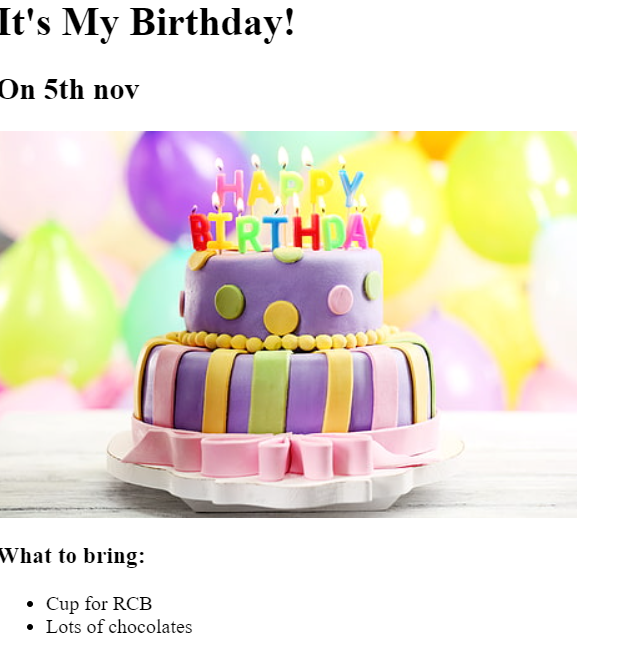 It's My Birthday!
On 5th nov
HAPPY
BIRTHDAY
What to bring:
Cup for RCB
Lots of chocolates